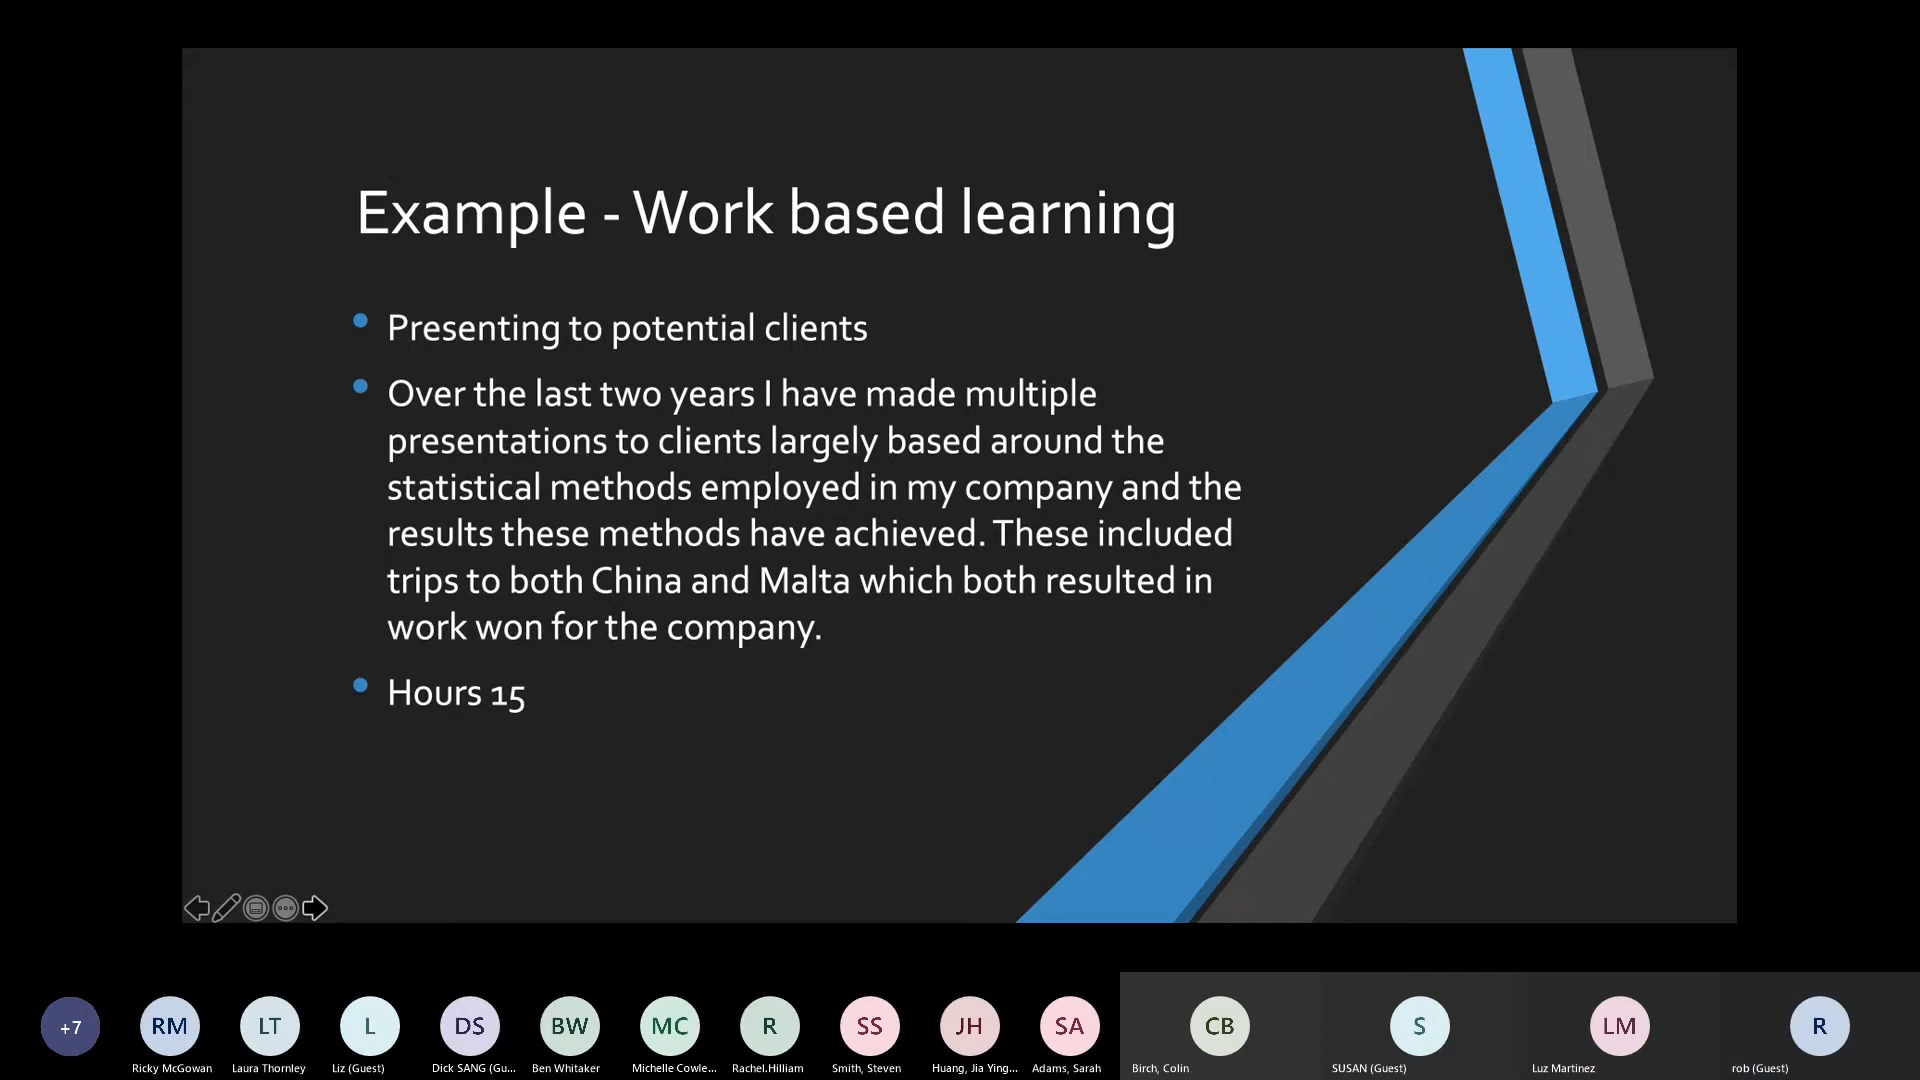 Example - Work based learning
Presenting to potential clients
Over the last two years I have made multiple
presentations to clients largely based around the
statistical methods employed in my company and the
results these methods have achieved. These included
trips to both China and Malta which both resulted in
work won for the company.
Hours 15
+7 RM LT L DS BW MC R SS JH SA CB S LM R
Ricky McGowan Laura Thornley Liz (Guest) Dick SANG (Gu... Ben Whitaker Michelle Cowle... Rachel.Hilliam Smith, Steven Huang, Jia Ying... Adams, Sarah Birch, Colin SUSAN (Guest) Luz Martinez rob (Guest)